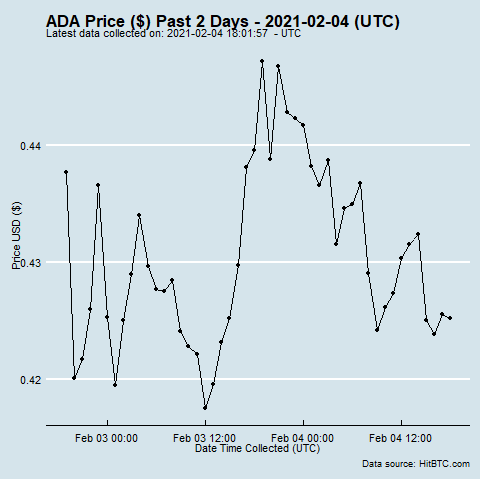 ADA Price ($) Past 2 Days - 2021-02-04 (UTC)
Latest data collected on: 2021-02-04 18:01:57  - UTC
0.44
0.43
0.42
Price USD ($)
Feb 03 00:00
Feb 03 12:00
Feb 04 00:00
Feb 04 12:00
Date Time Collected (UTC)
Data source: HitBTC.com